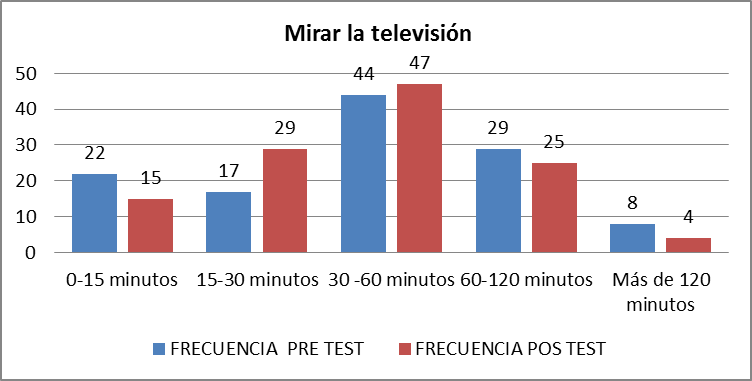 Mirar la televisión
50
40
30
20
10
0
22
15
17
29
44
47
29
25
8
4
0-15 minutos
15-30 minutos
30 -60 minutos
60-120 minutos
Más de 120
minutos
FRECUENCIA  PRE TEST
FRECUENCIA POS TEST